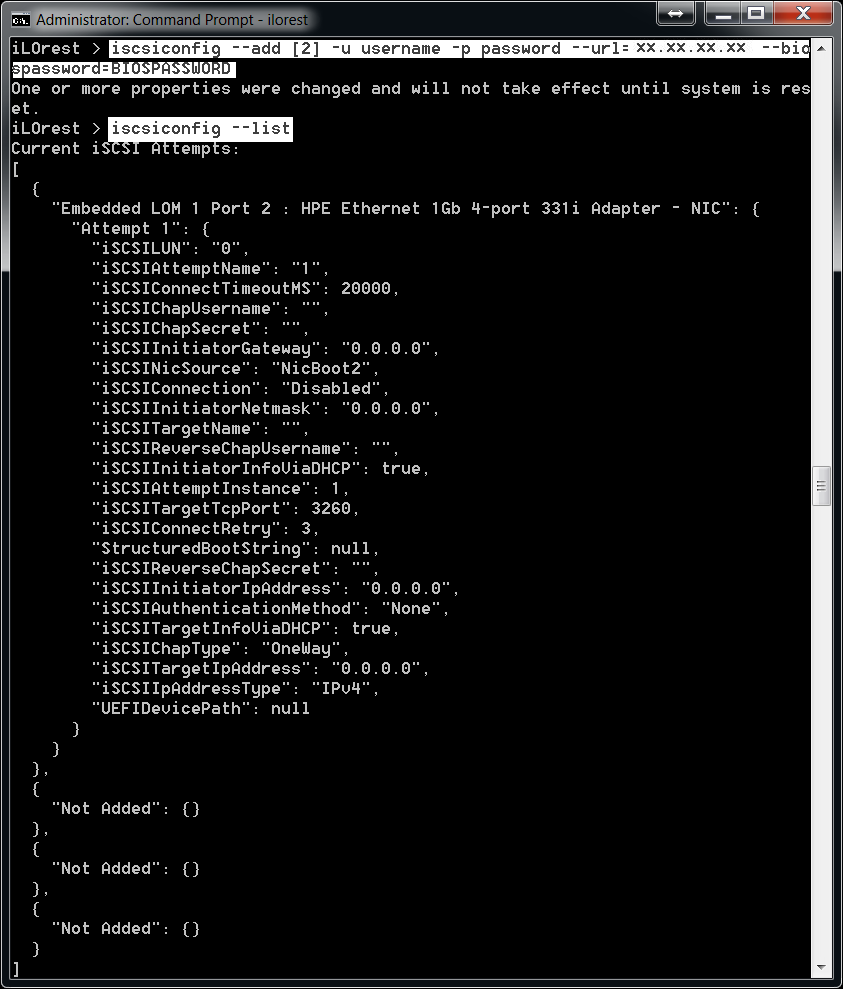 Administrator: Command Prompt - ilorest
iLOrest > iscsiconfig --add [2] -u username -p password --url= xx.xx.xx.xx --bio
spassword=BIOSPASSWORD
One or more properties were changed and will not take effect until system is res
et.
iLOrest > iscsiconfig --list
Current iSCSI Attempts:
[
  {
    "Embedded LOM 1 Port 2 : HPE Ethernet 1Gb 4-port 331i Adapter - NIC": {
      "Attempt 1": {
        "iSCSILUN": "0",
        "iSCSIAttemptName": "1",
        "iSCSIConnectTimeoutMS": 20000,
        "iSCSIChapUsername": "",
        "iSCSIChapSecret": "",
        "iSCSIInitiatorGateway": "0.0.0.0",
        "iSCSINicSource": "NicBoot2",
        "iSCSIConnection": "Disabled",
        "iSCSIInitiatorNetmask": "0.0.0.0",
        "iSCSITargetName": "",
        "iSCSIReverseChapUsername": "",
        "iSCSIInitiatorInfoViaDHCP": true,
        "iSCSIAttemptInstance": 1,
        "iSCSITargetTcpPort": 3260,
        "iSCSIConnectRetry": 3,
        "StructuredBootString": null,
        "iSCSIReverseChapSecret": "",
        "iSCSIInitiatorIpAddress": "0.0.0.0",
        "iSCSIAuthenticationMethod": "None",
        "iSCSITargetInfoViaDHCP": true,
        "iSCSIChapType": "OneWay",
        "iSCSITargetIpAddress": "0.0.0.0",
        "iSCSIIpAddressType": "IPv4",
        "UEFIDevicePath": null
      }
    }
  },
  {
    "Not Added": {}
  },
  {
    "Not Added": {}
  },
  {
    "Not Added": {}
  }
]